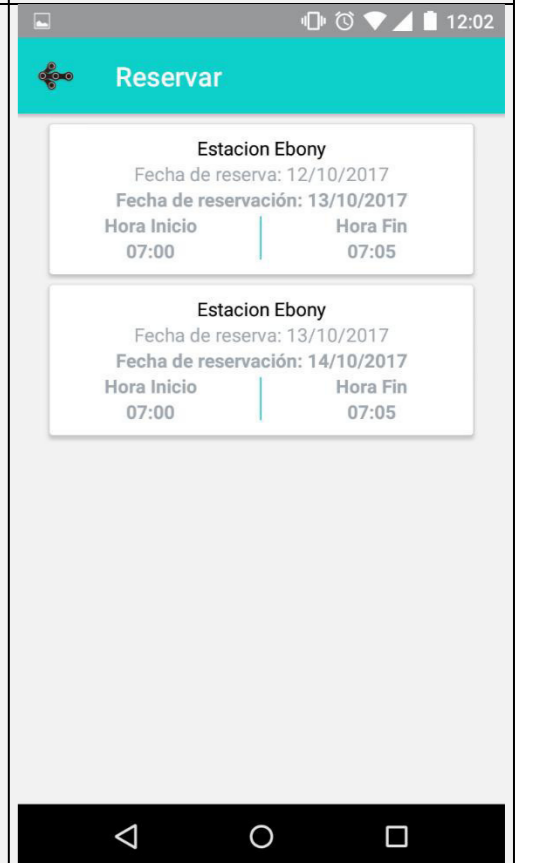 12:02
Reservar
Estacion Ebony
Fecha de reserva: 12/10/2017
Fecha de reservación: 13/10/2017
Hora Inicio Hora Fin
07:00 07:05
Estacion Ebony
Fecha de reserva: 13/10/2017
Fecha de reservación: 14/10/2017
Hora Inicio Hora Fin
07:00 07:05